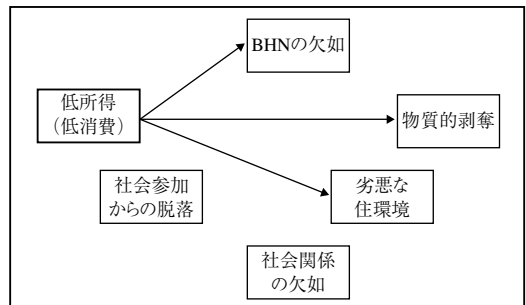 BHNの欠如
低所得
（低消費）
物質的剥奪
社会参加
からの脱落
劣悪な
住環境
社会関係
の欠如